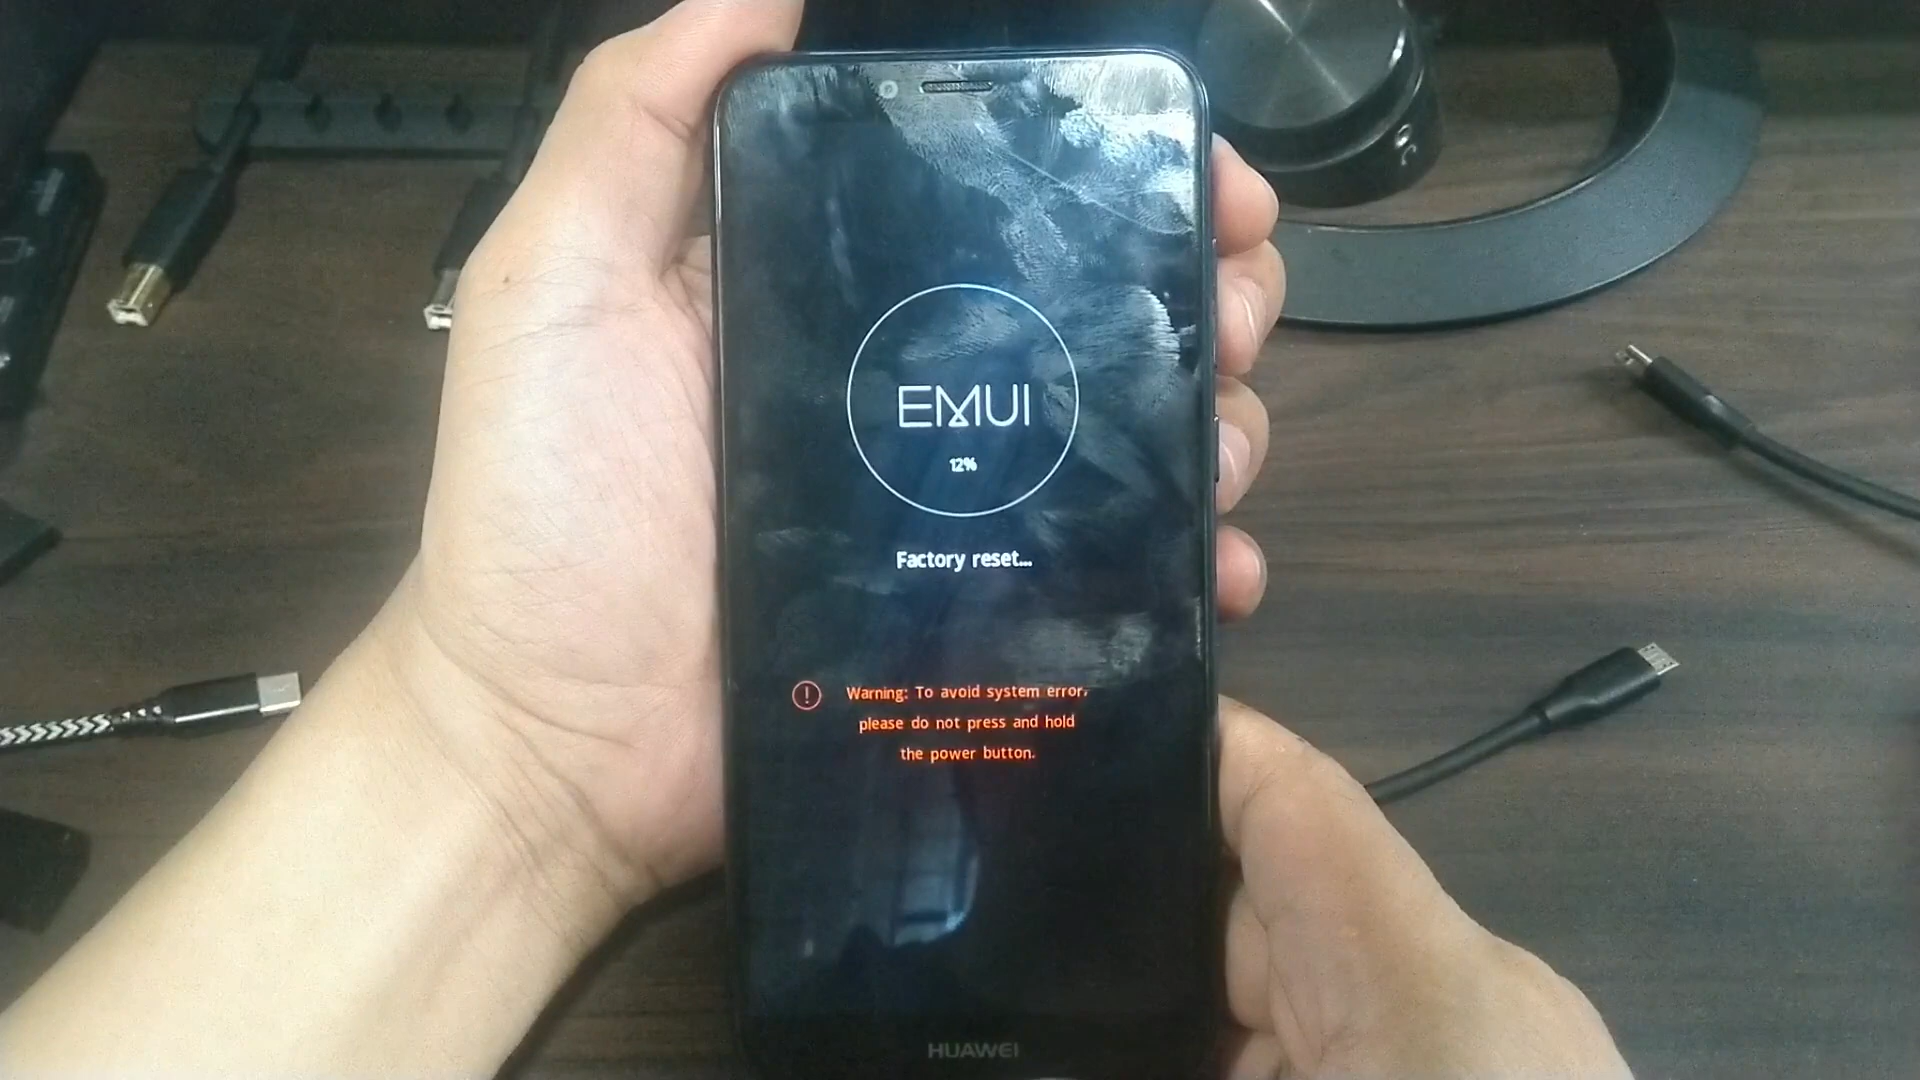 EMUI
12%
Factory reset...
Warning: To avoid system error,
please do not press and hold
the power button.
HUAWEI